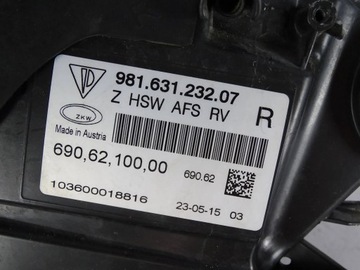 981.631.232.07
Z HSW AFS RV
R
ZKW
Made in Austria
690,62,100,00
690.62
103600018816
23-05-15 03